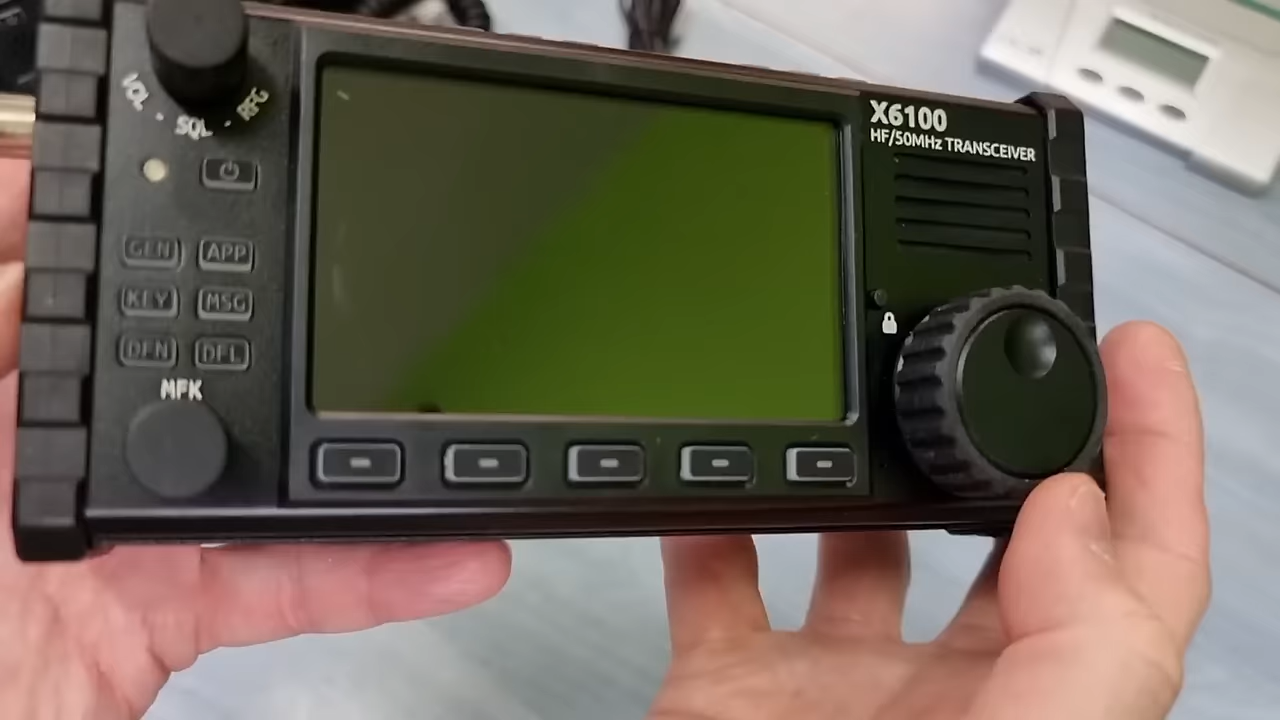 VOL • SQL • RFG
GEN APP
KEY MSG
DFN DFL
MFK
X6100
HF/50MHz TRANSCEIVER